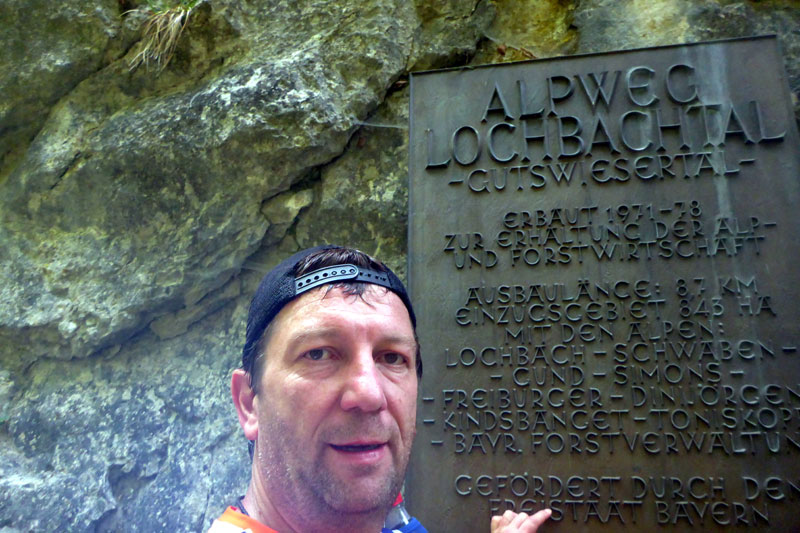 ALPWEG
LOCHBACHTAL
-GUTSWIESERTAL-
ERBAUT 1971-78
ZUR ERHALTUNG DER ALP-
UND FORSTWIRTSCHAFT
AUSBAULÄNGE: 8,7 KM
EINZUGSGEBIET 843 HA
MIT DEN ALPEN:
LOCHBACH - SCHWABEN-
- GUND - SIMONS -
- FREIBURGER - DINJÖRGEN
- KINDSBANGET - TONISKOPF
- BAYR. FORSTVERWALTUNG
GEFÖRDERT DURCH DEN
FREISTAAT BAYERN